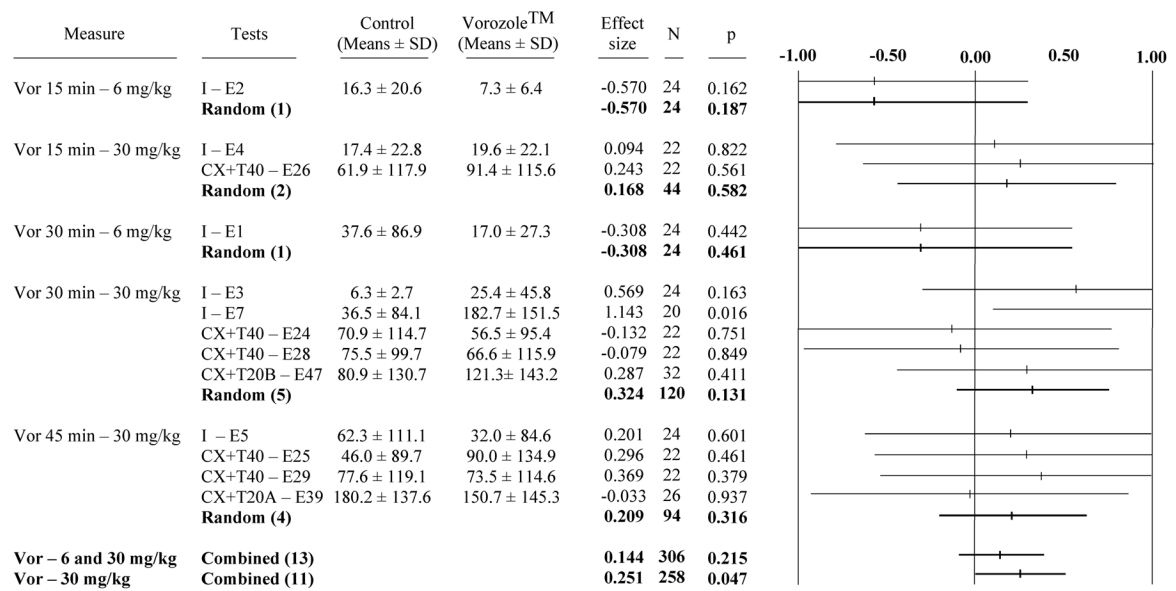 Measure Tests Control (Means ± SD) Vorozole™ (Means ± SD) Effect size N p
-1.00 -0.50 0.00 0.50 1.00
Vor 15 min – 6 mg/kg I – E2 16.3 ± 20.6 7.3 ± 6.4 -0.570 24 0.162
Random (1) -0.570 24 0.187
Vor 15 min – 30 mg/kg I – E4 17.4 ± 22.8 19.6 ± 22.1 0.094 22 0.822
CX+T40 – E26 61.9 ± 117.9 91.4 ± 115.6 0.243 22 0.561
Random (2) 0.168 44 0.582
Vor 30 min – 6 mg/kg I – E1 37.6 ± 86.9 17.0 ± 27.3 -0.308 24 0.442
Random (1) -0.308 24 0.461
Vor 30 min – 30 mg/kg I – E3 6.3 ± 2.7 25.4 ± 45.8 0.569 24 0.163
I – E7 36.5 ± 84.1 182.7 ± 151.5 1.143 20 0.016
CX+T40 – E24 70.9 ± 114.7 56.5 ± 95.4 -0.132 22 0.751
CX+T40 – E28 75.5 ± 99.7 66.6 ± 115.9 -0.079 22 0.849
CX+T20B – E47 80.9 ± 130.7 121.3± 143.2 0.287 32 0.411
Random (5) 0.324 120 0.131
Vor 45 min – 30 mg/kg I – E5 62.3 ± 111.1 32.0 ± 84.6 0.201 24 0.601
CX+T40 – E25 46.0 ± 89.7 90.0 ± 134.9 0.296 22 0.461
CX+T40 – E29 77.6 ± 119.1 73.5 ± 114.6 0.369 22 0.379
CX+T20A – E39 180.2 ± 137.6 150.7 ± 145.3 -0.033 26 0.937
Random (4) 0.209 94 0.316
Vor – 6 and 30 mg/kg Combined (13) 0.144 306 0.215
Vor – 30 mg/kg Combined (11) 0.251 258 0.047